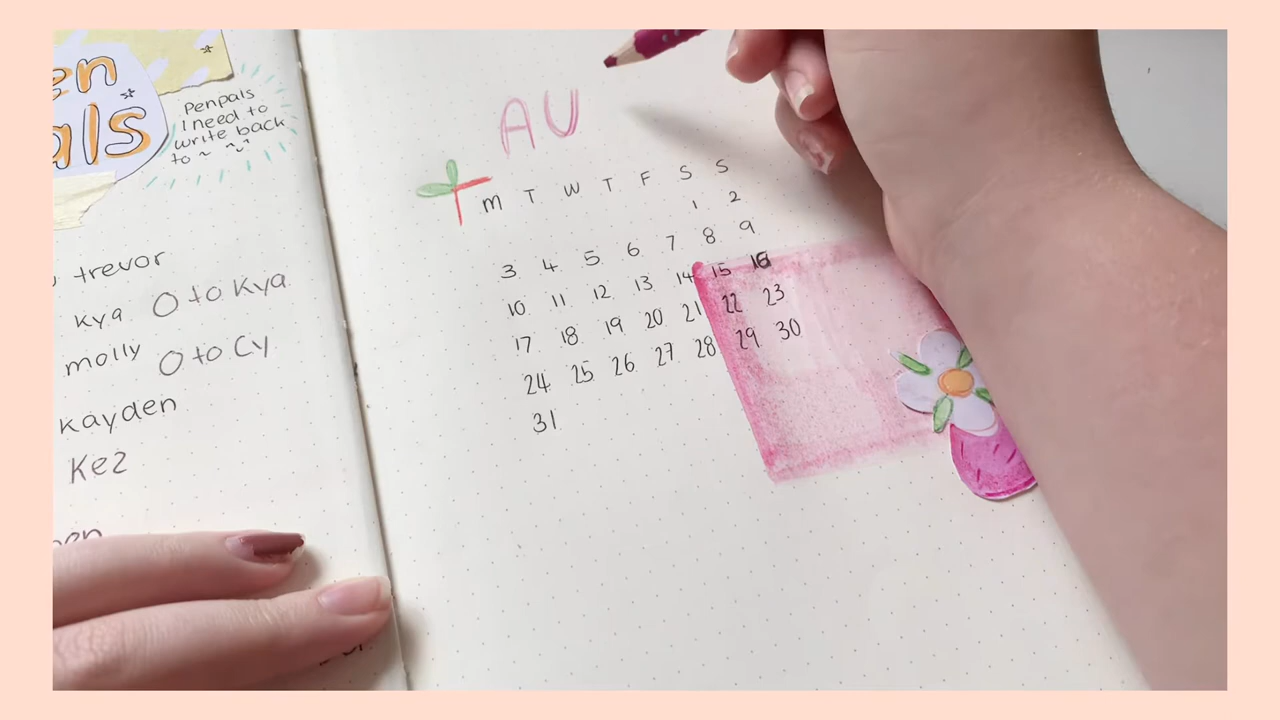 en
als
Penpals
I need to
write back
to ~
trevor
kya O to Kya
molly O to Cy
kayden
Kez
AU
M T W T F S S
1 2
3 4 5 6 7 8 9
10 11 12 13 14 15 16
17 18 19 20 21 22 23
24 25 26 27 28 29 30
31